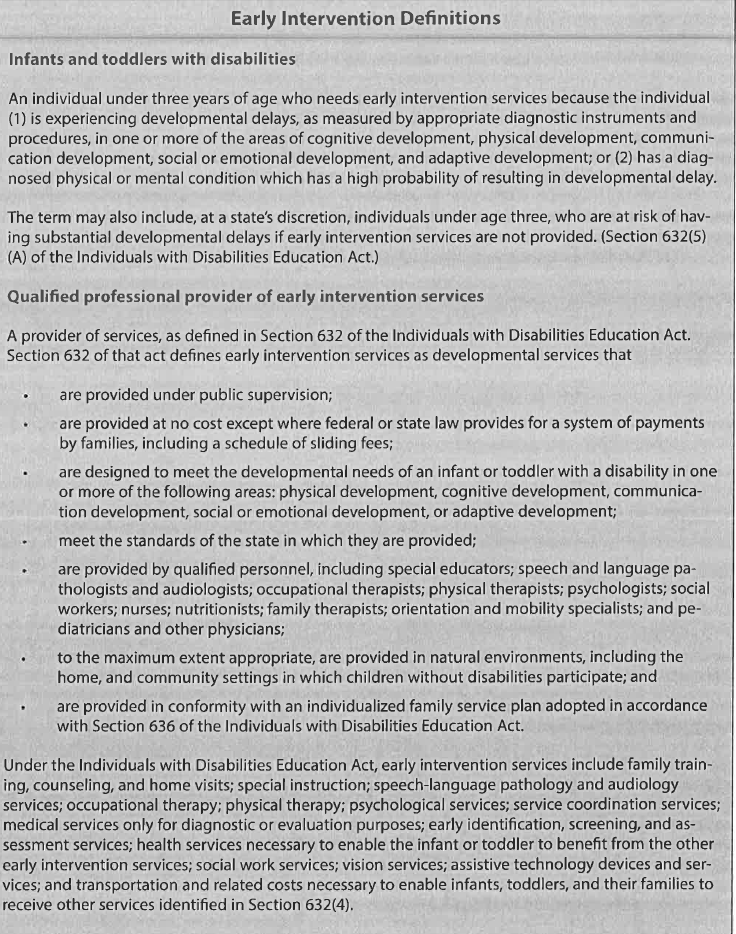 Early Intervention Definitions
Infants and toddlers with disabilities
An individual under three years of age who needs early intervention services because the individual
(1) is experiencing developmental delays, as measured by appropriate diagnostic instruments and
procedures, in one or more of the areas of cognitive development, physical development, communi-
cation development, social or emotional development, and adaptive development; or (2) has a diag-
nosed physical or mental condition which has a high probability of resulting in developmental delay.
The term may also include, at a state's discretion, individuals under age three, who are at risk of hav-
ing substantial developmental delays if early intervention services are not provided. (Section 632(5)
(A) of the Individuals with Disabilities Education Act.)
Qualified professional provider of early intervention services
A provider of services, as defined in Section 632 of the Individuals with Disabilities Education Act.
Section 632 of that act defines early intervention services as developmental services that
• are provided under public supervision;
• are provided at no cost except where federal or state law provides for a system of payments
by families, including a schedule of sliding fees;
• are designed to meet the developmental needs of an infant or toddler with a disability in one
or more of the following areas: physical development, cognitive development, communica-
tion development, social or emotional development, or adaptive development;
• meet the standards of the state in which they are provided;
• are provided by qualified personnel, including special educators; speech and language pa-
thologists and audiologists; occupational therapists; physical therapists; psychologists; social
workers; nurses; nutritionists; family therapists; orientation and mobility specialists; and pe-
diatricians and other physicians;
• to the maximum extent appropriate, are provided in natural environments, including the
home, and community settings in which children without disabilities participate; and
• are provided in conformity with an individualized family service plan adopted in accordance
with Section 636 of the Individuals with Disabilities Education Act.
Under the Individuals with Disabilities Education Act, early intervention services include family train-
ing, counseling, and home visits; special instruction; speech-language pathology and audiology
services; occupational therapy; physical therapy; psychological services; service coordination services;
medical services only for diagnostic or evaluation purposes; early identification, screening, and as-
sessment services; health services necessary to enable the infant or toddler to benefit from the other
early intervention services; social work services; vision services; assistive technology devices and ser-
vices; and transportation and related costs necessary to enable infants, toddlers, and their families to
receive other services identified in Section 632(4).